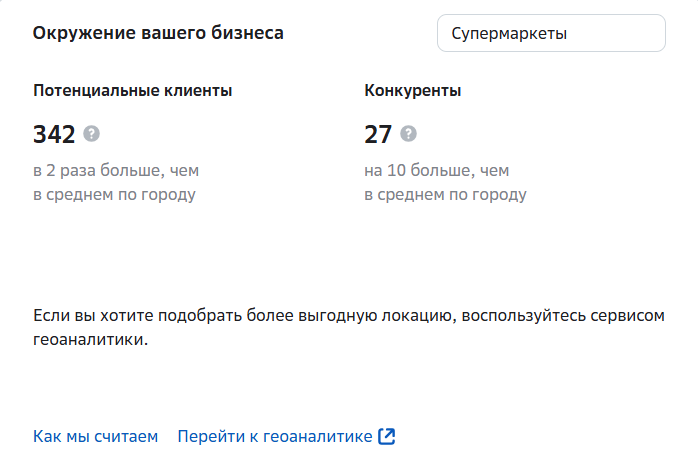 Окружение вашего бизнеса
Супермаркеты
Потенциальные клиенты
342 ?
в 2 раза больше, чем
в среднем по городу
Конкуренты
27 ?
на 10 больше, чем
в среднем по городу
Если вы хотите подобрать более выгодную локацию, воспользуйтесь сервисом
геоаналитики.
Как мы считаем Перейти к геоаналитике